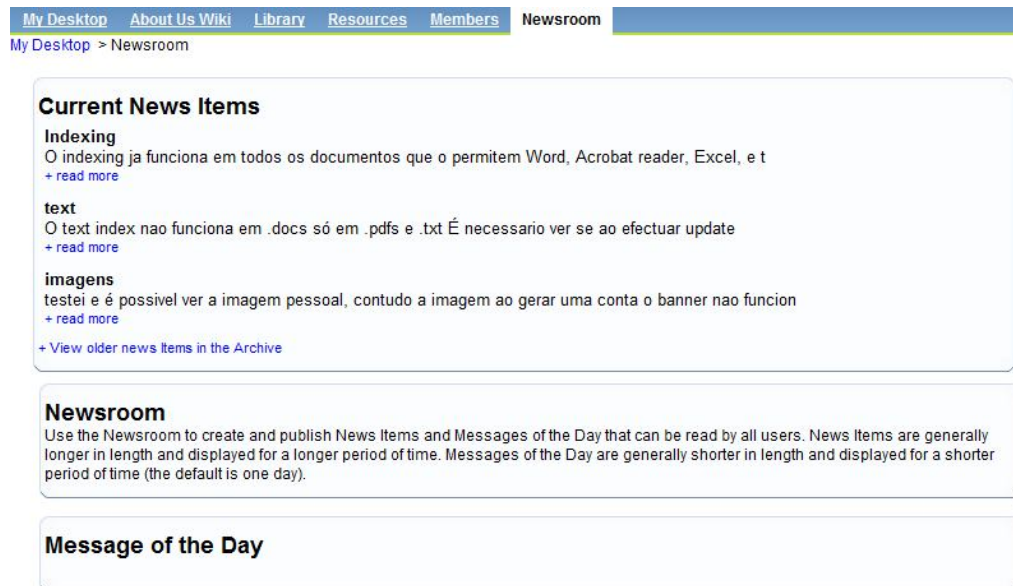 My Desktop About Us Wiki Library Resources Members Newsroom
My Desktop > Newsroom
Current News Items
Indexing
O indexing ja funciona em todos os documentos que o permitem Word, Acrobat reader, Excel, e t
+ read more
text
O text index nao funciona em .docs só em .pdfs e .txt É necessario ver se ao efectuar update
+ read more
imagens
testei e é possivel ver a imagem pessoal, contudo a imagem ao gerar uma conta o banner nao funcion
+ read more
+ View older news Items in the Archive
Newsroom
Use the Newsroom to create and publish News Items and Messages of the Day that can be read by all users. News Items are generally
longer in length and displayed for a longer period of time. Messages of the Day are generally shorter in length and displayed for a shorter
period of time (the default is one day).
Message of the Day